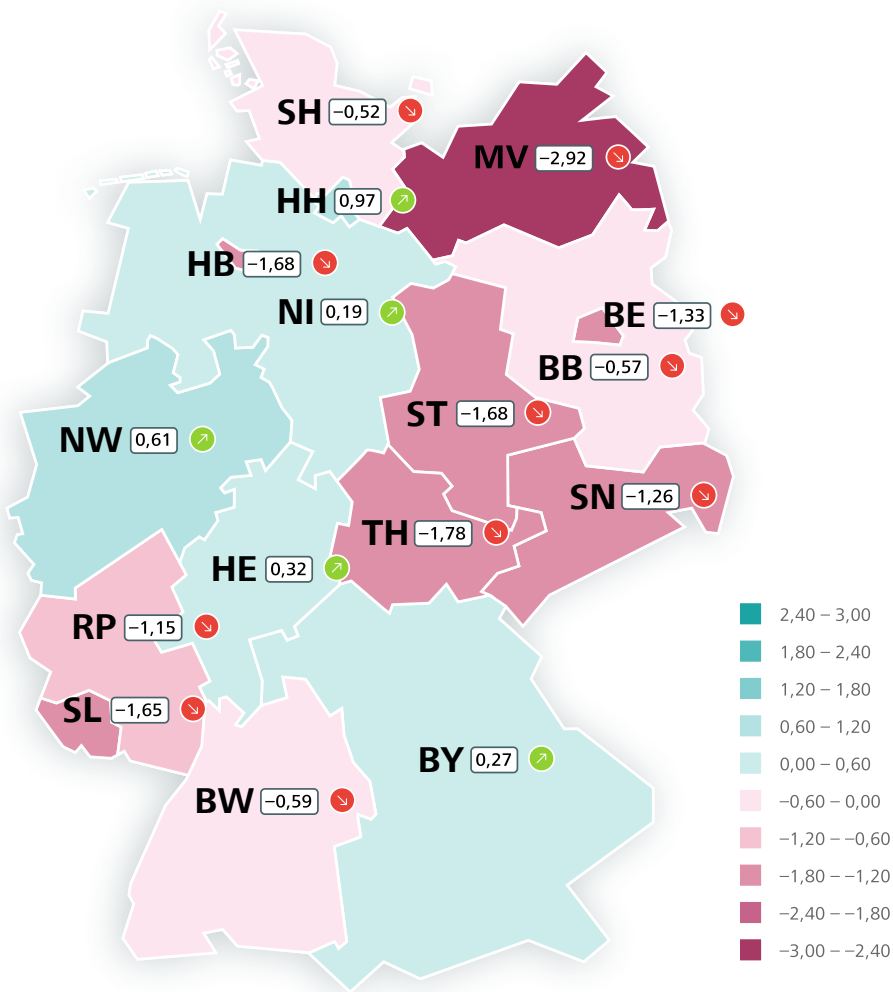 SH −0,52
MV −2,92
HH 0,97
HB −1,68
NI 0,19
BE −1,33
BB −0,57
ST −1,68
NW 0,61
SN −1,26
TH −1,78
HE 0,32
RP −1,15
SL −1,65
BY 0,27
BW −0,59
2,40 – 3,00
1,80 – 2,40
1,20 – 1,80
0,60 – 1,20
0,00 – 0,60
−0,60 – 0,00
−1,20 – −0,60
−1,80 – −1,20
−2,40 – −1,80
−3,00 – −2,40